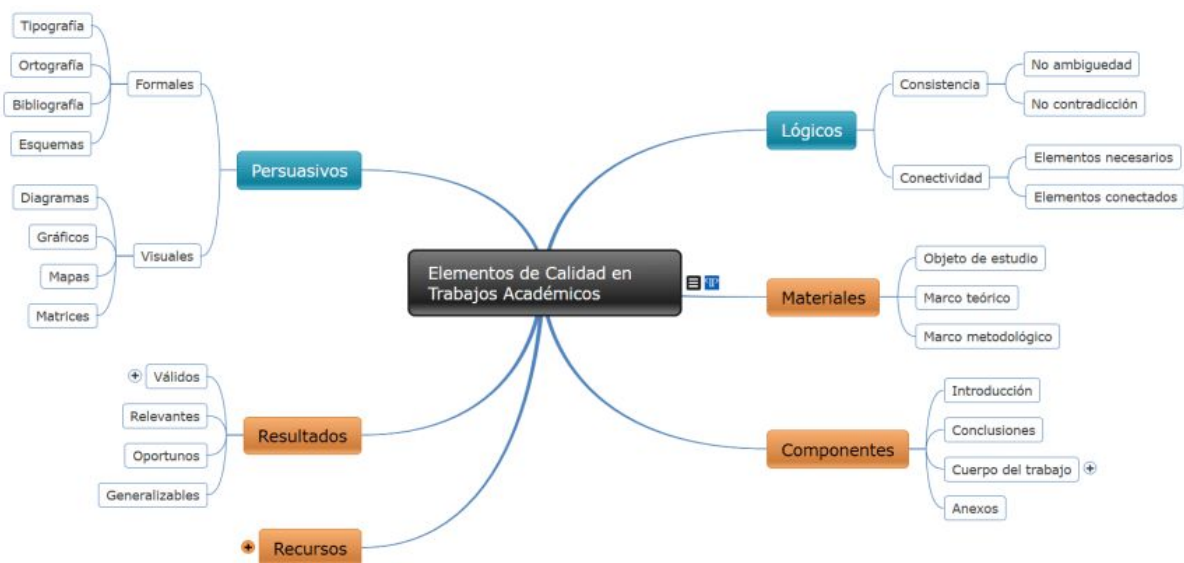 Elementos de Calidad en
Trabajos Académicos
Lógicos
Consistencia
No ambiguedad
No contradicción
Conectividad
Elementos necesarios
Elementos conectados
Materiales
Objeto de estudio
Marco teórico
Marco metodológico
Componentes
Introducción
Conclusiones
Cuerpo del trabajo
Anexos
Persuasivos
Formales
Tipografía
Ortografía
Bibliografía
Esquemas
Visuales
Diagramas
Gráficos
Mapas
Matrices
Resultados
Válidos
Relevantes
Oportunos
Generalizables
Recursos